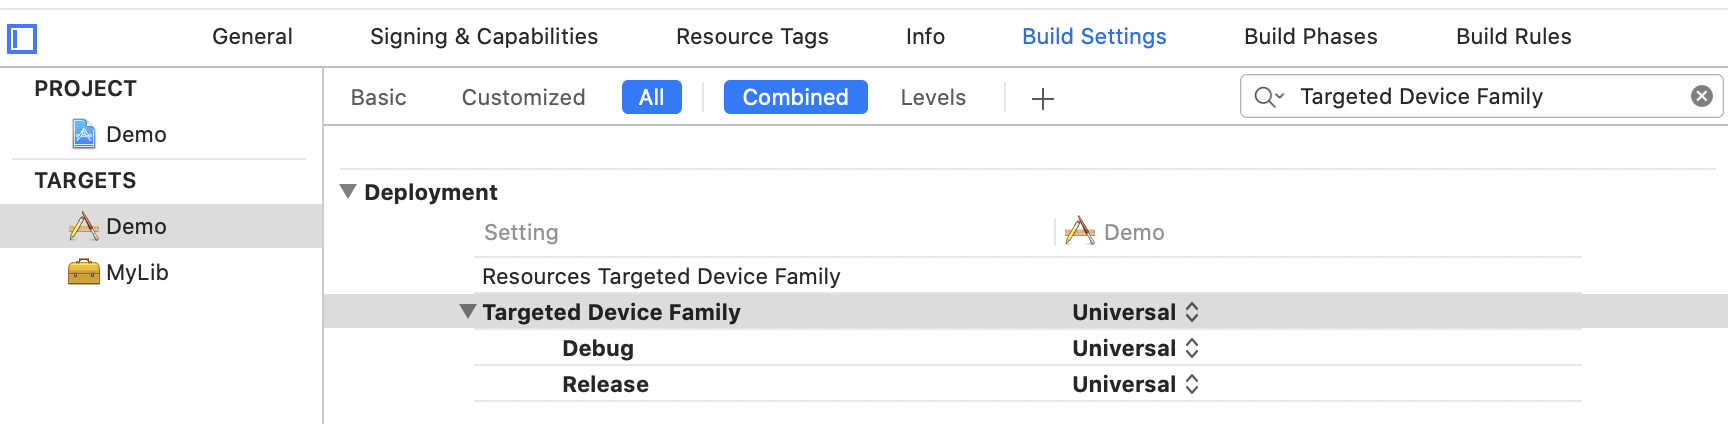 General Signing & Capabilities Resource Tags Info Build Settings Build Phases Build Rules
PROJECT
Demo
TARGETS
Demo
MyLib
Basic Customized All Combined Levels Targeted Device Family
Deployment
Setting Demo
Resources Targeted Device Family
Targeted Device Family Universal
Debug Universal
Release Universal